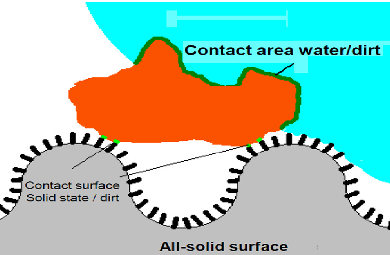 Contact area water/dirt
Contact surface
Solid state / dirt
All-solid surface